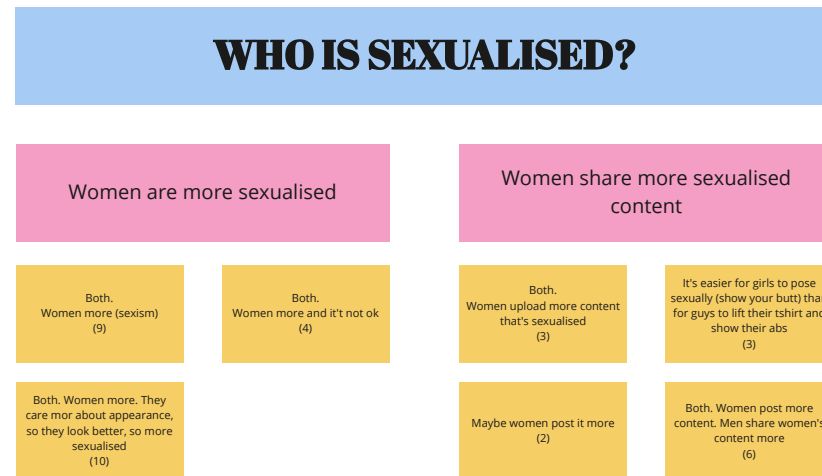 WHO IS SEXUALISED?
Women are more sexualised
Women share more sexualised
content
Both.
Women more (sexism)
(9)
Both.
Women more and it't not ok
(4)
Both.
Women upload more content
that's sexualised
(3)
It's easier for girls to pose
sexually (show your butt)
for guys to lift their tshirt
show their abs
(3)
Both. Women more. They
care mor about appearance,
so they look better, so more
sexualised
(10)
Maybe women post it more
(2)
Both. Women post more
content. Men share women's
content more
(6)